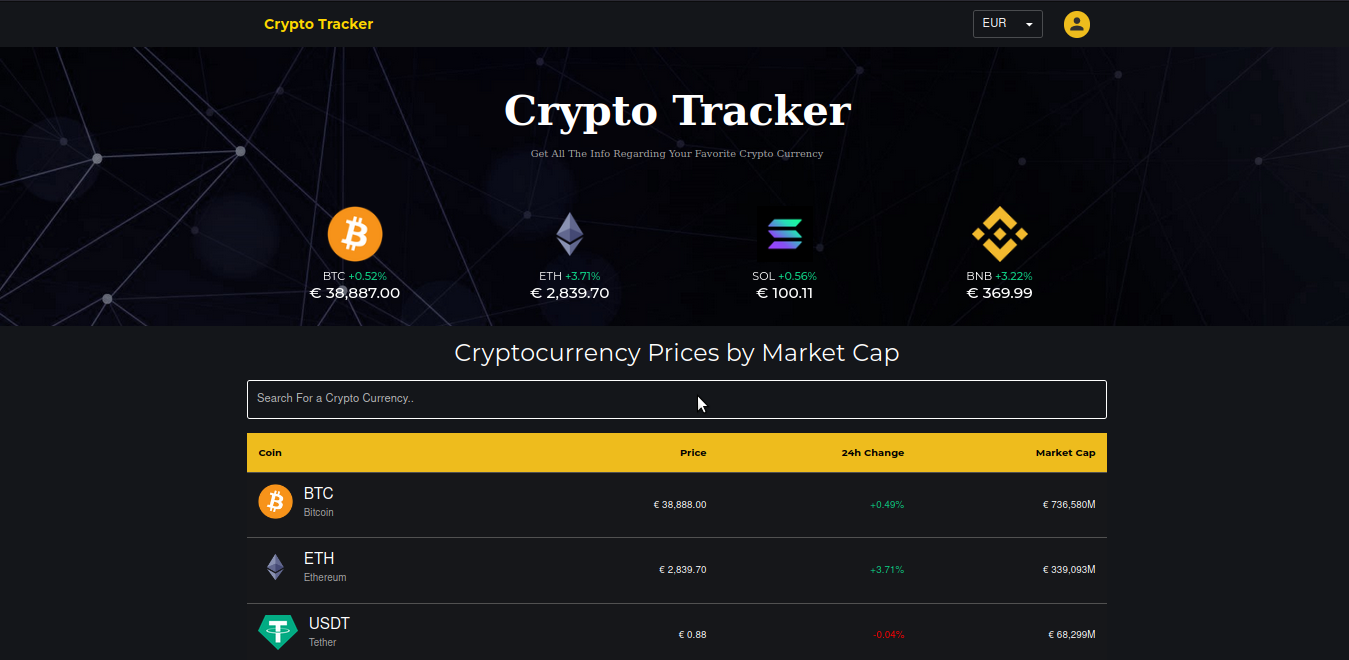 Crypto Tracker
EUR
Crypto Tracker
Get All The Info Regarding Your Favorite Crypto Currency
BTC +0.52%
€ 38,887.00
ETH +3.71%
€ 2,839.70
SOL +0.56%
€ 100.11
BNB +3.22%
€ 369.99
Cryptocurrency Prices by Market Cap
Search For a Crypto Currency..
Coin Price 24h Change Market Cap
BTC
Bitcoin
€ 38,888.00 +0.49% € 736,580M
ETH
Ethereum
€ 2,839.70 +3.71% € 339,093M
USDT
Tether
€ 0.88 -0.04% € 68,299M